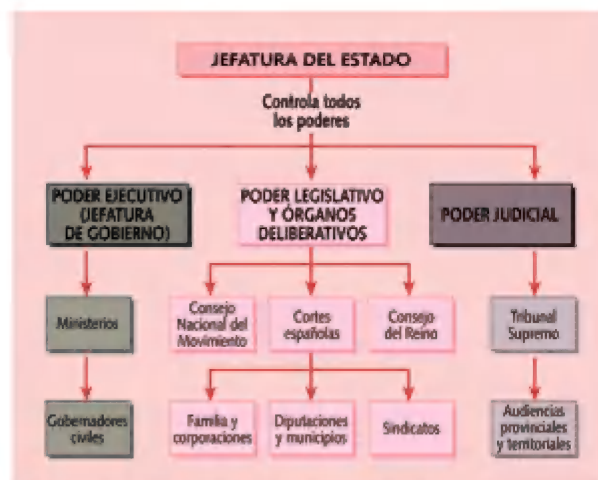 JEFATURA DEL ESTADO
Controla todos
los poderes
PODER EJECUTIVO
(JEFATURA
DE GOBIERNO)
PODER LEGISLATIVO
Y ÓRGANOS
DELIBERATIVOS
PODER JUDICIAL
Ministerios
Consejo
Nacional del
Movimiento
Cortes
españolas
Consejo
del Reino
Tribunal
Supremo
Gobernadores
civiles
Familia y
corporaciones
Diputaciones
y municipios
Sindicatos
Audiencias
provinciales
y territoriales